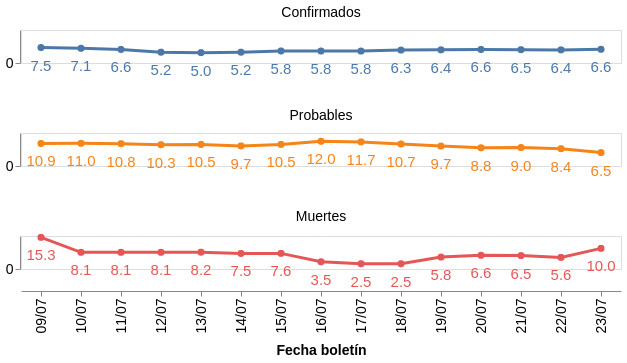 Confirmados
0
7.5 7.1 6.6 5.2 5.0 5.2 5.8 5.8 5.8 6.3 6.4 6.6 6.5 6.4 6.6
Probables
0
10.9 11.0 10.8 10.3 10.5 9.7 10.5 12.0 11.7 10.7 9.7 8.8 9.0 8.4 6.5
Muertes
0
15.3 8.1 8.1 8.1 8.2 7.5 7.6 3.5 2.5 2.5 5.8 6.6 6.5 5.6 10.0
09/07 10/07 11/07 12/07 13/07 14/07 15/07 16/07 17/07 18/07 19/07 20/07 21/07 22/07 23/07
Fecha boletín